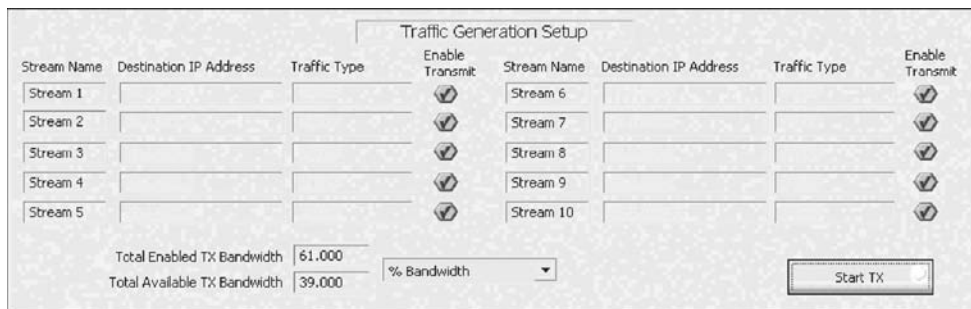 Traffic Generation Setup
Stream Name Destination IP Address Traffic Type Enable Transmit Stream Name Destination IP Address Traffic Type Enable Transmit
Stream 1 Stream 6
Stream 2 Stream 7
Stream 3 Stream 8
Stream 4 Stream 9
Stream 5 Stream 10
Total Enabled TX Bandwidth 61.000
% Bandwidth
Total Available TX Bandwidth 39.000
Start TX